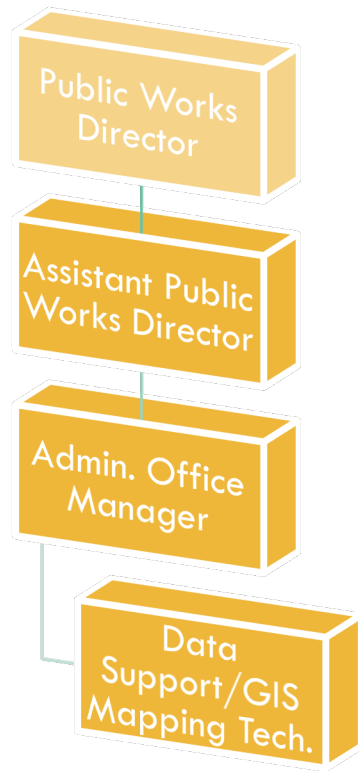 Public Works
Director
Assistant Public
Works Director
Admin. Office
Manager
Data
Support/GIS
Mapping Tech.